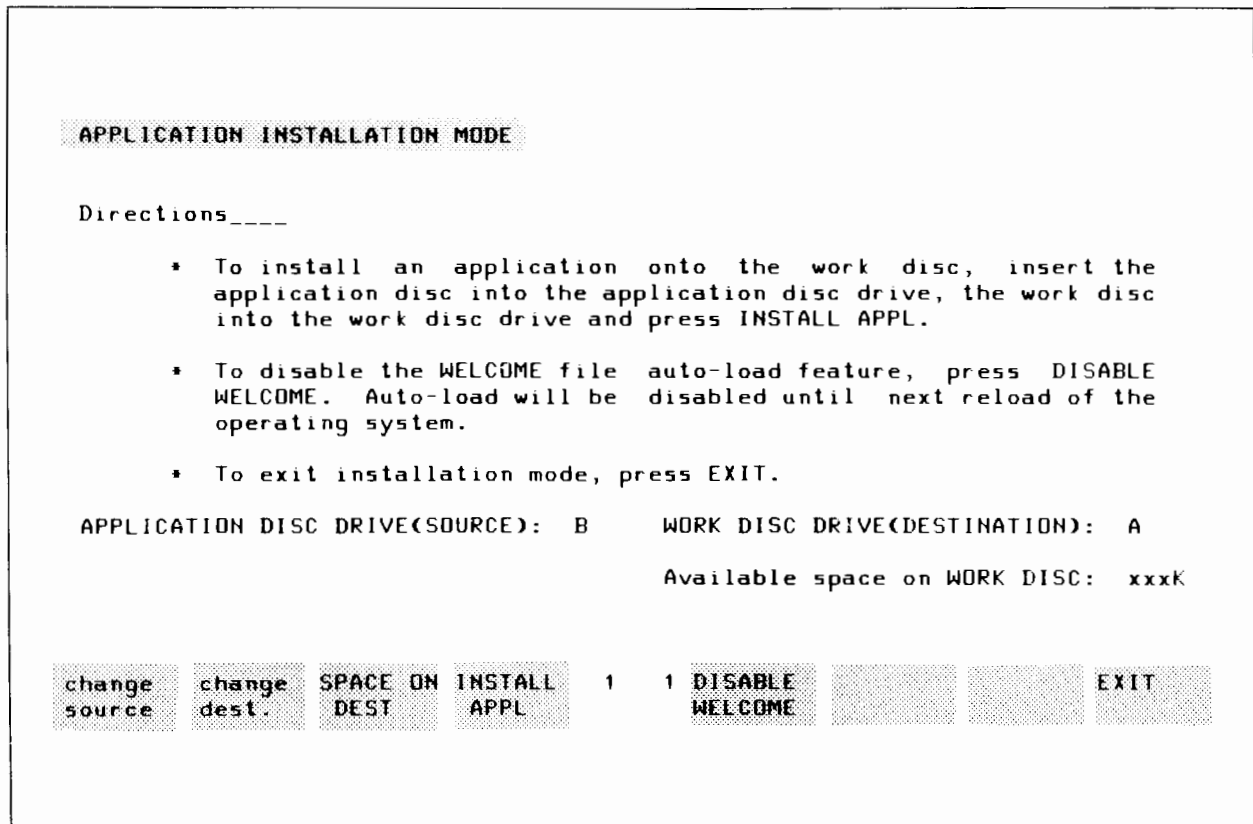 APPLICATION INSTALLATION MODE
Directions____
* To install an application onto the work disc, insert the
application disc into the application disc drive, the work disc
into the work disc drive and press INSTALL APPL.
* To disable the WELCOME file auto-load feature, press DISABLE
WELCOME. Auto-load will be disabled until next reload of the
operating system.
* To exit installation mode, press EXIT.
APPLICATION DISC DRIVE(SOURCE): B WORK DISC DRIVE(DESTINATION): A
Available space on WORK DISC: xxxK
change change SPACE ON INSTALL 1 1 DISABLE EXIT
source dest. DEST APPL WELCOME